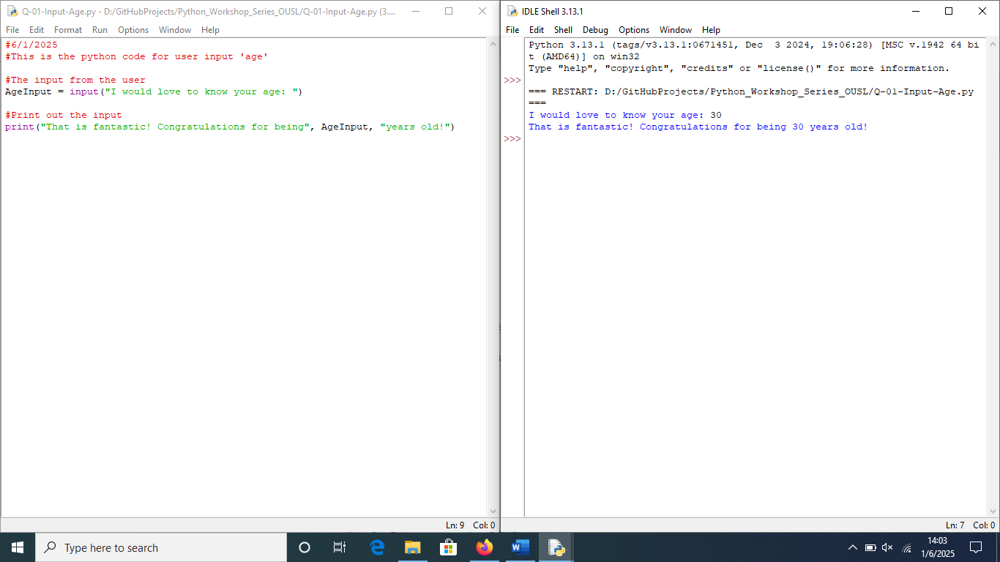 Q-01-Input-Age.py - D:/GitHubProjects/Python_Workshop_Series_OUSL/Q-01-Input-Age.py (3....
File Edit Format Run Options Window Help
#6/1/2025
#This is the python code for user input 'age'
#The input from the user
AgeInput = input("I would love to know your age: ")
#Print out the input
print("That is fantastic! Congratulations for being", AgeInput, "years old!")
Ln: 9 Col: 0
IDLE Shell 3.13.1
File Edit Shell Debug Options Window Help
Python 3.13.1 (tags/v3.13.1:0671451, Dec  3 2024, 19:06:28) [MSC v.1942 64 bi
t (AMD64)] on win32
Type "help", "copyright", "credits" or "license()" for more information.
>>>
=== RESTART: D:/GitHubProjects/Python_Workshop_Series_OUSL/Q-01-Input-Age.py
===
I would love to know your age: 30
That is fantastic! Congratulations for being 30 years old!
>>>
Ln: 7 Col: 0
Type here to search
14:03
1/6/2025